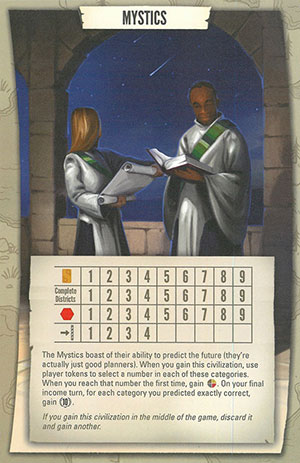 MYSTICS
1 2 3 4 5 6 7 8 9
Complete Districts 1 2 3 4 5 6 7 8 9
1 2 3 4 5 6 7 8 9
1 2 3 4
The Mystics boast of their ability to predict the future (they're
actually just good planners). When you gain this civilization, use
player tokens to select a number in each of these categories.
When you reach that number the first time, gain . On your final
income turn, for each category you predicted exactly correct,
gain 10.
If you gain this civilization in the middle of the game, discard it
and gain another.